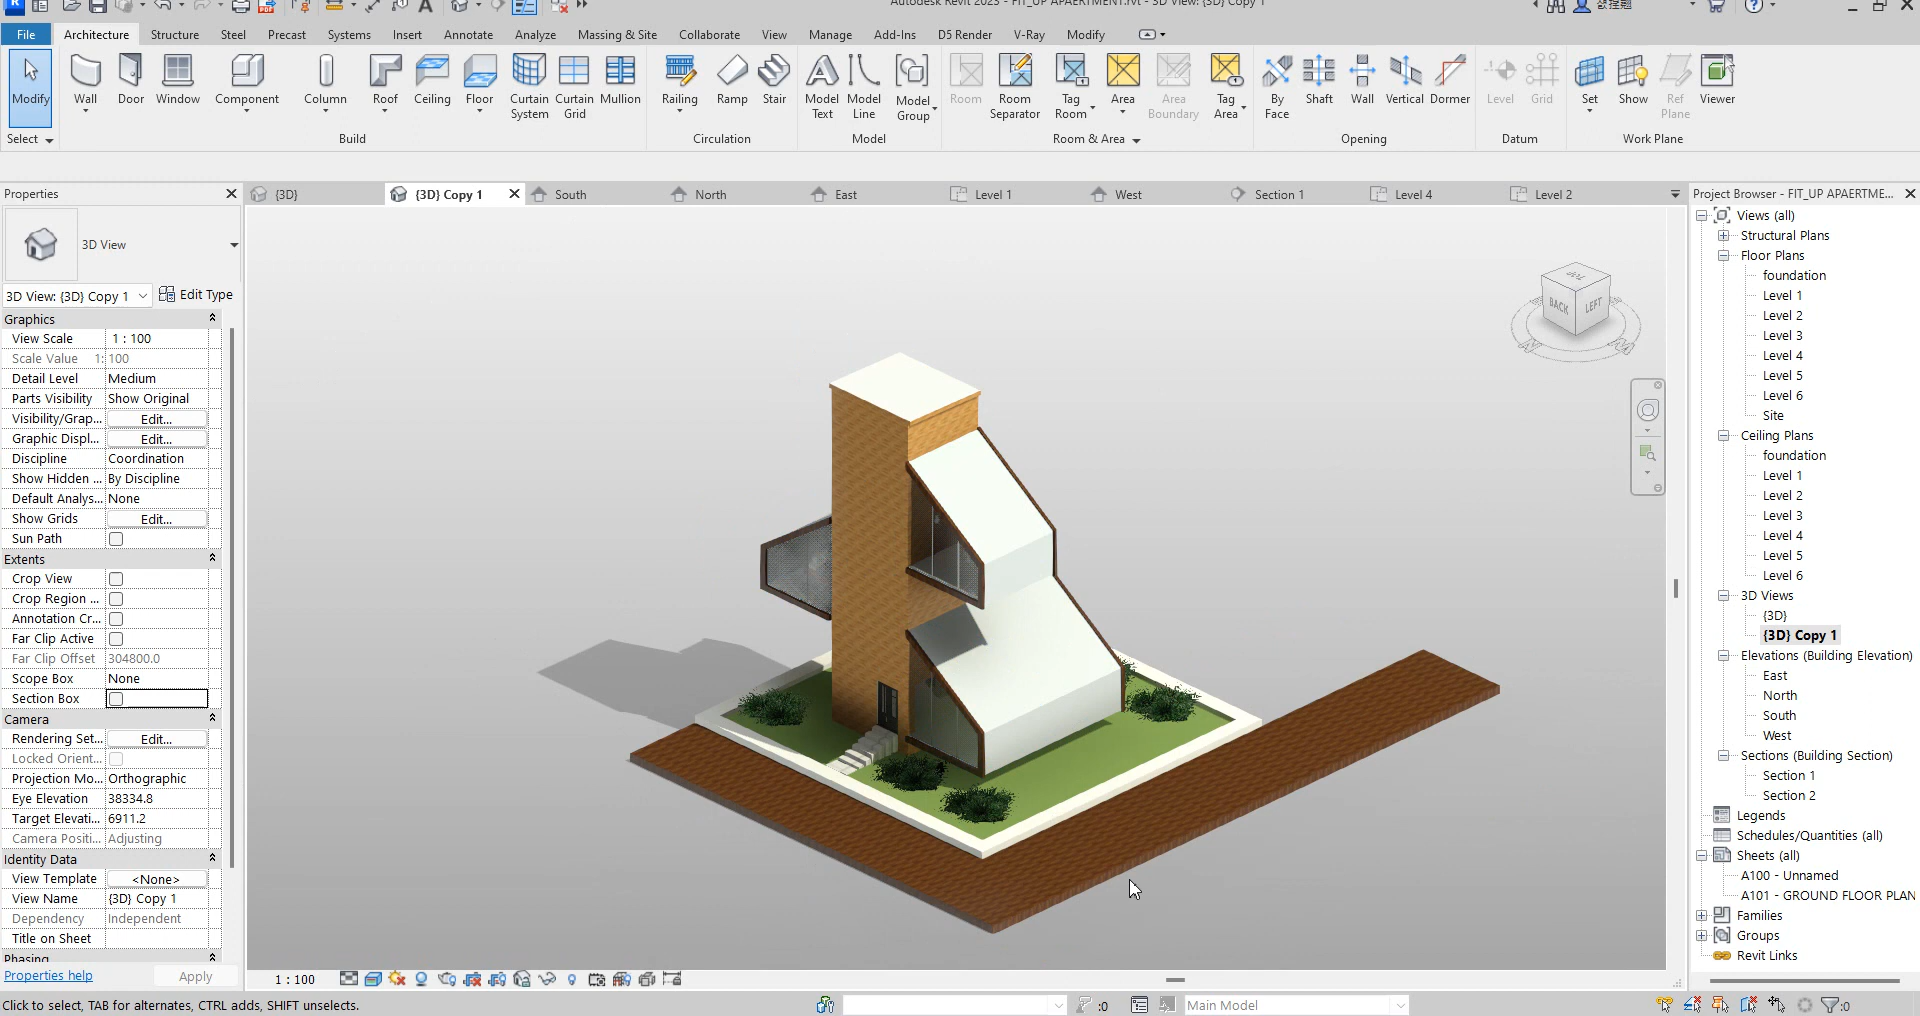 Autodesk Revit 2023 - FIT_UP APAERTMENT.rvt - 3D View: {3D} Copy 1
File Architecture Structure Steel Precast Systems Insert Annotate Analyze Massing & Site Collaborate View Manage Add-Ins D5 Render V-Ray Modify
Modify Wall Door Window Component Column Roof Ceiling Floor Curtain System Curtain Grid Mullion Railing Ramp Stair Model Text Model Line Model Group Room Room Separator Tag Room Area Area Boundary Tag Area By Face Shaft Wall Vertical Dormer Level Grid Set Show Ref Plane Viewer
Select Build Circulation Model Room & Area Opening Datum Work Plane
Properties
{3D} {3D} Copy 1 South North East Level 1 West Section 1 Level 4 Level 2
Project Browser - FIT_UP APAERTME...
3D View
3D View: {3D} Copy 1 Edit Type
Graphics
View Scale 1 : 100
Scale Value 1: 100
Detail Level Medium
Parts Visibility Show Original
Visibility/Grap... Edit...
Graphic Displ... Edit...
Discipline Coordination
Show Hidden ... By Discipline
Default Analys... None
Show Grids Edit...
Sun Path
Extents
Crop View
Crop Region ...
Annotation Cr...
Far Clip Active
Far Clip Offset 304800.0
Scope Box None
Section Box
Camera
Rendering Set... Edit...
Locked Orient...
Projection Mo... Orthographic
Eye Elevation 38334.8
Target Elevati... 6911.2
Camera Positi... Adjusting
Identity Data
View Template <None>
View Name {3D} Copy 1
Dependency Independent
Title on Sheet
Phasing
Properties help Apply
TOP
BACK LEFT
Views (all)
Structural Plans
Floor Plans
foundation
Level 1
Level 2
Level 3
Level 4
Level 5
Level 6
Site
Ceiling Plans
foundation
Level 1
Level 2
Level 3
Level 4
Level 5
Level 6
3D Views
{3D}
{3D} Copy 1
Elevations (Building Elevation)
East
North
South
West
Sections (Building Section)
Section 1
Section 2
Legends
Schedules/Quantities (all)
Sheets (all)
A100 - Unnamed
A101 - GROUND FLOOR PLAN
Families
Groups
Revit Links
1 : 100
Click to select, TAB for alternates, CTRL adds, SHIFT unselects.
:0 Main Model :0